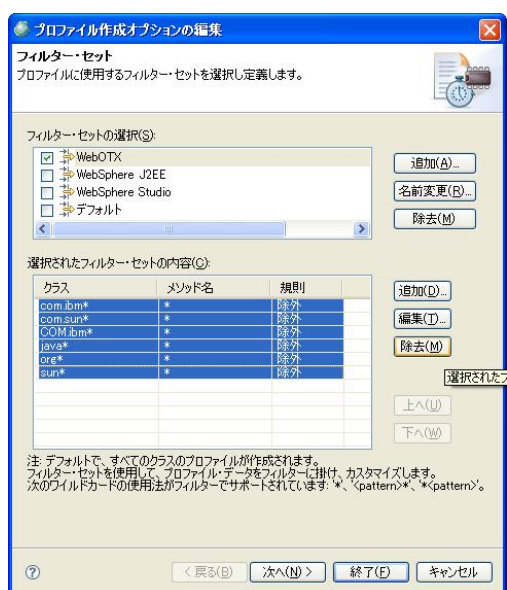 プロファイル作成オプションの編集
フィルター・セット
プロファイルに使用するフィルター・セットを選択し定義します。
フィルター・セットの選択(S):
WebOTX
WebSphere J2EE
WebSphere Studio
デフォルト
追加(A)...
名前変更(R)...
除去(M)
選択されたフィルター・セットの内容(C):
クラス メソッド名 規則
com.ibm* * 除外
com.sun* * 除外
COM.ibm* * 除外
java* * 除外
org* * 除外
sun* * 除外
追加(D)...
編集(T)...
除去(M)
選択されたフ
上へ(U)
下へ(W)
注: デフォルトで、すべてのクラスのプロファイルが作成されます。
フィルター・セットを使用して、プロファイル・データをフィルターに掛け、カスタマイズします。
次のワイルドカードの使用法がフィルターでサポートされています: '*'、'<pattern>*'、'*<pattern>'。
< 戻る(B)
次へ(N) >
終了(F)
キャンセル